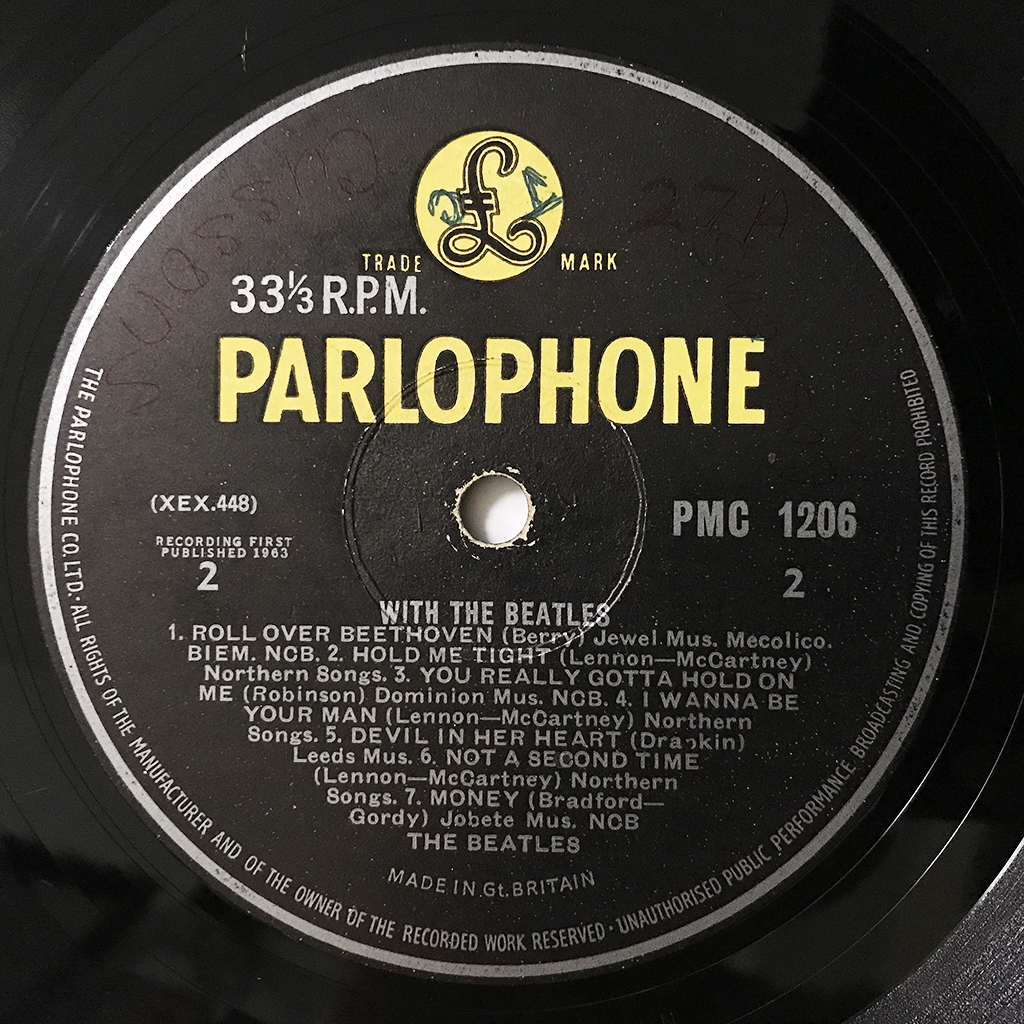 £
TRADE MARK
33⅓ R.P.M.
PARLOPHONE
(XEX.448)
PMC 1206
RECORDING FIRST
PUBLISHED 1963
2
2
WITH THE BEATLES
1. ROLL OVER BEETHOVEN (Berry) Jewel Mus. Mecolico.
BIEM. NCB. 2. HOLD ME TIGHT (Lennon—McCartney)
Northern Songs. 3. YOU REALLY GOTTA HOLD ON
ME (Robinson) Dominion Mus. NCB. 4. I WANNA BE
YOUR MAN (Lennon—McCartney) Northern
Songs. 5. DEVIL IN HER HEART (Drapkin)
Leeds Mus. 6. NOT A SECOND TIME
(Lennon—McCartney) Northern
Songs. 7. MONEY (Bradford—
Gordy) Jobete Mus. NCB
THE BEATLES
MADE IN Gt. BRITAIN
THE PARLOPHONE CO. LTD. · ALL RIGHTS OF THE MANUFACTURER AND OF THE OWNER OF THE RECORDED WORK RESERVED · UNAUTHORISED PUBLIC PERFORMANCE BROADCASTING AND COPYING OF THIS RECORD PROHIBITED
27A